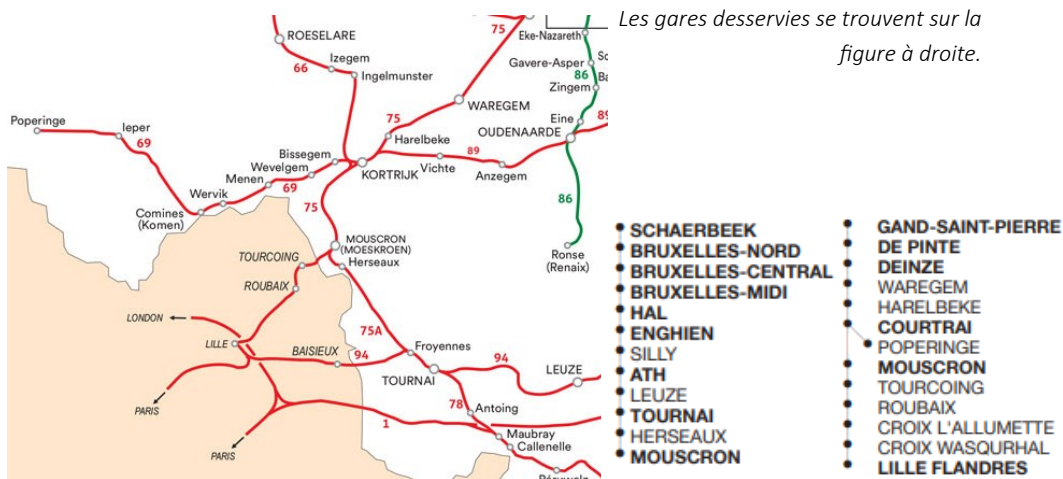 Les gares desservies se trouvent sur la
figure à droite.
ROESELARE
66
Izegem
Ingelmunster
75
Eke-Nazareth
Gavere-Asper
86
Zingem
WAREGEM
Eine
OUDENAARDE
89
Poperinge
Ieper
69
75
Harelbeke
Bissegem
Wevelgem
Menen
69
KORTRIJK
89
Vichte
Anzegem
Wervik
Comines
(Komen)
75
86
MOUSCRON
(MOESKROEN)
Herseaux
Ronse
(Renaix)
TOURCOING
ROUBAIX
LONDON
LILLE
75A
BAISIEUX
94
Froyennes
TOURNAI
94
LEUZE
PARIS
78
Antoing
1
Maubray
Callenelle
PARIS
SCHAERBEEK
BRUXELLES-NORD
BRUXELLES-CENTRAL
BRUXELLES-MIDI
HAL
ENGHIEN
SILLY
ATH
LEUZE
TOURNAI
HERSEAUX
MOUSCRON
GAND-SAINT-PIERRE
DE PINTE
DEINZE
WAREGEM
HARELBEKE
COURTRAI
POPERINGE
MOUSCRON
TOURCOING
ROUBAIX
CROIX L'ALLUMETTE
CROIX WASQURHAL
LILLE FLANDRES